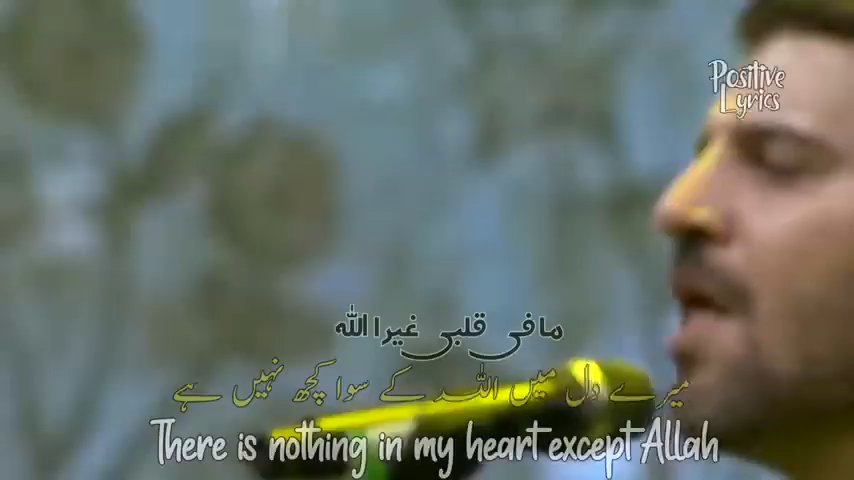 Positive
Lyrics
ما في قلبي غير الله
میرے دل میں اللہ کے سوا کچھ نہیں ہے
There is nothing in my heart except Allah